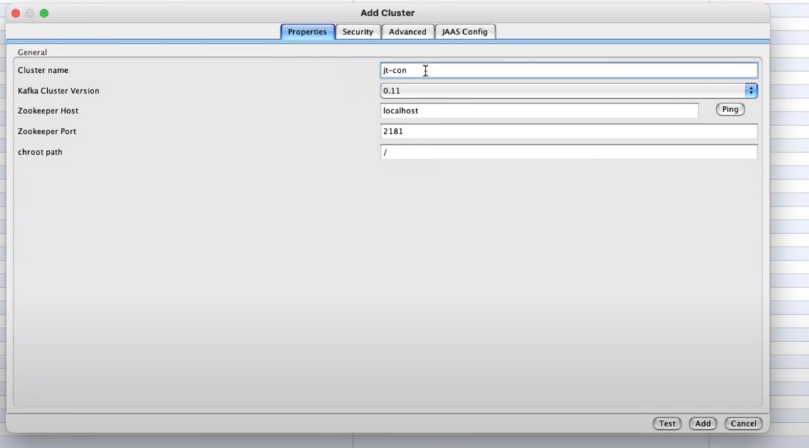 Add Cluster
Properties Security Advanced JAAS Config
General
Cluster name jt-con
Kafka Cluster Version 0.11
Zookeeper Host localhost Ping
Zookeeper Port 2181
chroot path /
Test Add Cancel